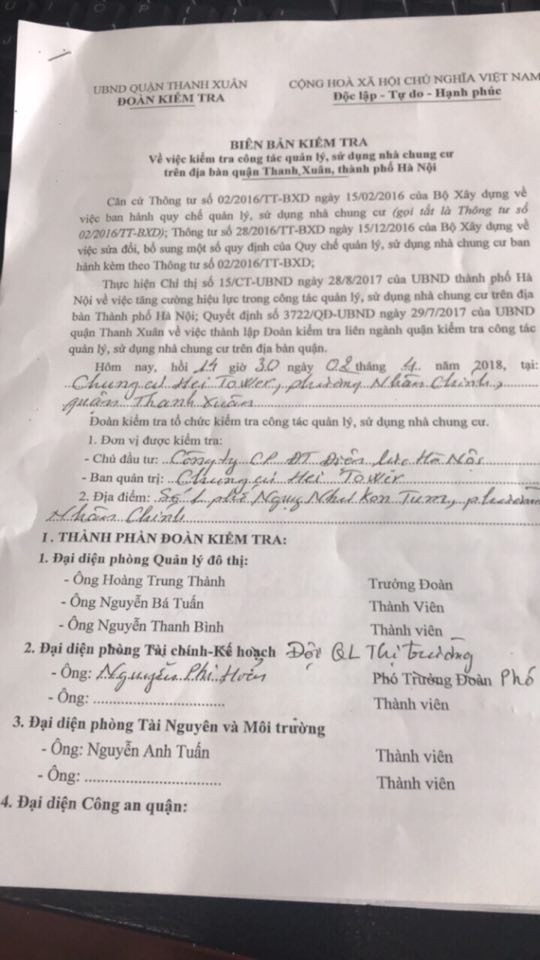 UBND QUẬN THANH XUÂN
ĐOÀN KIỂM TRA
CỘNG HOÀ XÃ HỘI CHỦ NGHĨA VIỆT NAM
Độc lập - Tự do - Hạnh phúc
BIÊN BẢN KIỂM TRA
Về việc kiểm tra công tác quản lý, sử dụng nhà chung cư
trên địa bàn quận Thanh Xuân, thành phố Hà Nội
Căn cứ Thông tư số 02/2016/TT-BXD ngày 15/02/2016 của Bộ Xây dựng về
việc ban hành quy chế quản lý, sử dụng nhà chung cư (gọi tắt là Thông tư số
02/2016/TT-BXD); Thông tư 28/2016/TT-BXD ngày 15/12/2016 của Bộ Xây dựng về
việc sửa đổi, bổ sung một số quy định của Quy chế quản lý, sử dụng nhà chung cư ban
hành kèm theo Thông tư số 02/2016/TT-BXD;
Thực hiện Chỉ thị số 15/CT-UBND ngày 28/8/2017 của UBND thành phố Hà
Nội về việc tăng cường hiệu lực trong công tác quản lý, sử dụng nhà chung cư trên địa
bàn Thành phố Hà Nội; Quyết định số 3722/QĐ-UBND ngày 29/7/2017 của UBND
quận Thanh Xuân về việc thành lập Đoàn kiểm tra liên ngành quận kiểm tra công tác
quản lý, sử dụng nhà chung cư trên địa bàn quận.
Hôm nay, hồi 14 giờ 30 ngày 02 tháng 4 năm 2018, tại:
Chung cư Hei Tower, phường Nhân Chính,
quận Thanh Xuân
Đoàn kiểm tra tổ chức kiểm tra công tác quản lý, sử dụng nhà chung cư.
1. Đơn vị được kiểm tra:
- Chủ đầu tư: Công ty CP ĐT Điện lực Hà Nội
- Ban quản trị: Chung cư Hei Tower
2. Địa điểm: Số 1 phố Ngụy Như Kon Tum, phường
Nhân Chính
I. THÀNH PHẦN ĐOÀN KIỂM TRA:
1. Đại diện phòng Quản lý đô thị:
- Ông Hoàng Trung Thành Trưởng Đoàn
- Ông Nguyễn Bá Tuấn Thành Viên
- Ông Nguyễn Thanh Bình Thành viên
2. Đại diện phòng Tài chính-Kế hoạch Đội QL Thị trường
- Ông: Nguyễn Phi Phó Trưởng Đoàn Phó
- Ông: Thành viên
3. Đại diện phòng Tài Nguyên và Môi trường
- Ông: Nguyễn Anh Tuấn Thành viên
- Ông: Thành viên
4. Đại diện Công an quận: